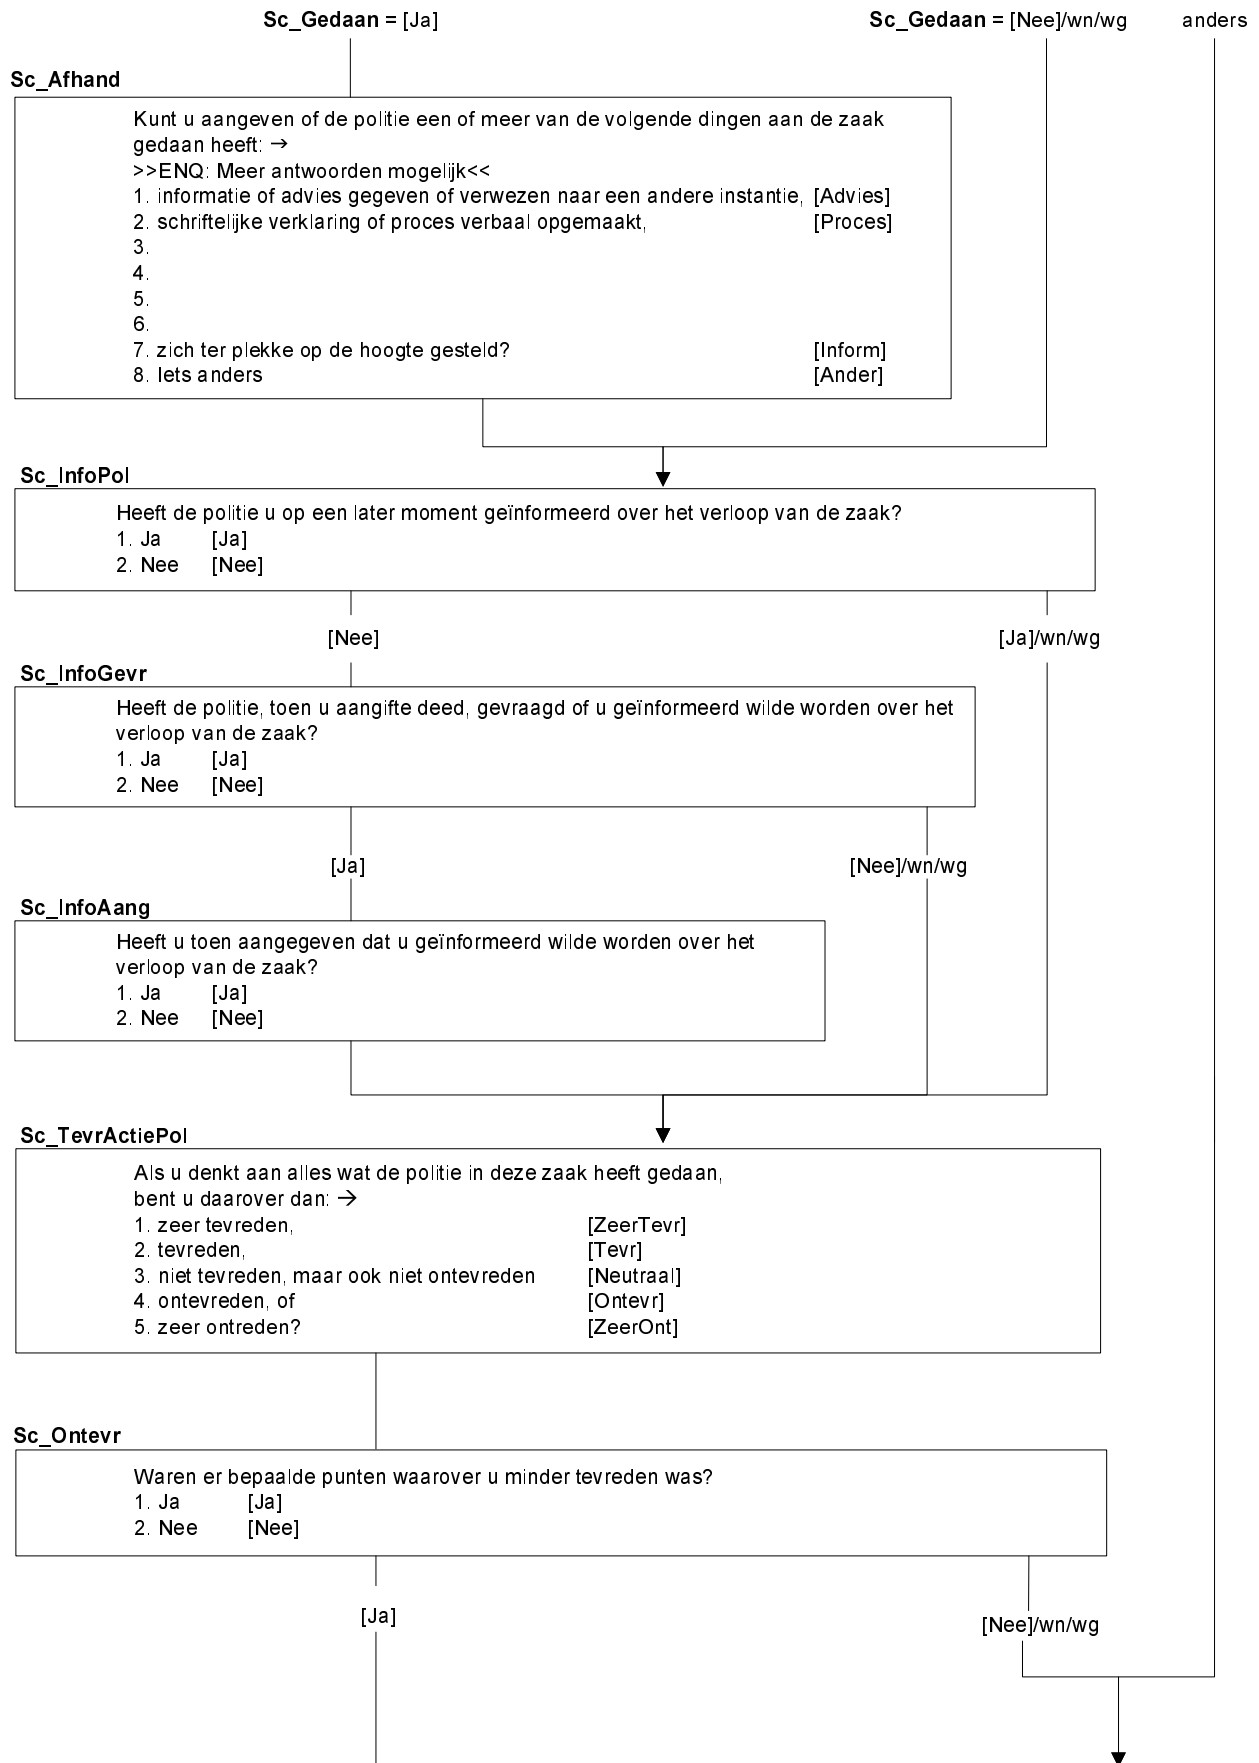 Sc_Gedaan = [Ja] Sc_Gedaan = [Nee]/wn/wg anders
Sc_Afhand
Kunt u aangeven of de politie een of meer van de volgende dingen aan de zaak
gedaan heeft: →
>>ENQ: Meer antwoorden mogelijk<<
1. informatie of advies gegeven of verwezen naar een andere instantie, [Advies]
2. schriftelijke verklaring of proces verbaal opgemaakt, [Proces]
3.
4.
5.
6.
7. zich ter plekke op de hoogte gesteld? [Inform]
8. Iets anders [Ander]
Sc_InfoPol
Heeft de politie u op een later moment geïnformeerd over het verloop van de zaak?
1. Ja [Ja]
2. Nee [Nee]
[Nee] [Ja]/wn/wg
Sc_InfoGevr
Heeft de politie, toen u aangifte deed, gevraagd of u geïnformeerd wilde worden over het
verloop van de zaak?
1. Ja [Ja]
2. Nee [Nee]
[Ja] [Nee]/wn/wg
Sc_InfoAang
Heeft u toen aangegeven dat u geïnformeerd wilde worden over het
verloop van de zaak?
1. Ja [Ja]
2. Nee [Nee]
Sc_TevrActiePol
Als u denkt aan alles wat de politie in deze zaak heeft gedaan,
bent u daarover dan: →
1. zeer tevreden, [ZeerTevr]
2. tevreden, [Tevr]
3. niet tevreden, maar ook niet ontevreden [Neutraal]
4. ontevreden, of [Ontevr]
5. zeer ontreden? [ZeerOnt]
Sc_Ontevr
Waren er bepaalde punten waarover u minder tevreden was?
1. Ja [Ja]
2. Nee [Nee]
[Ja] [Nee]/wn/wg